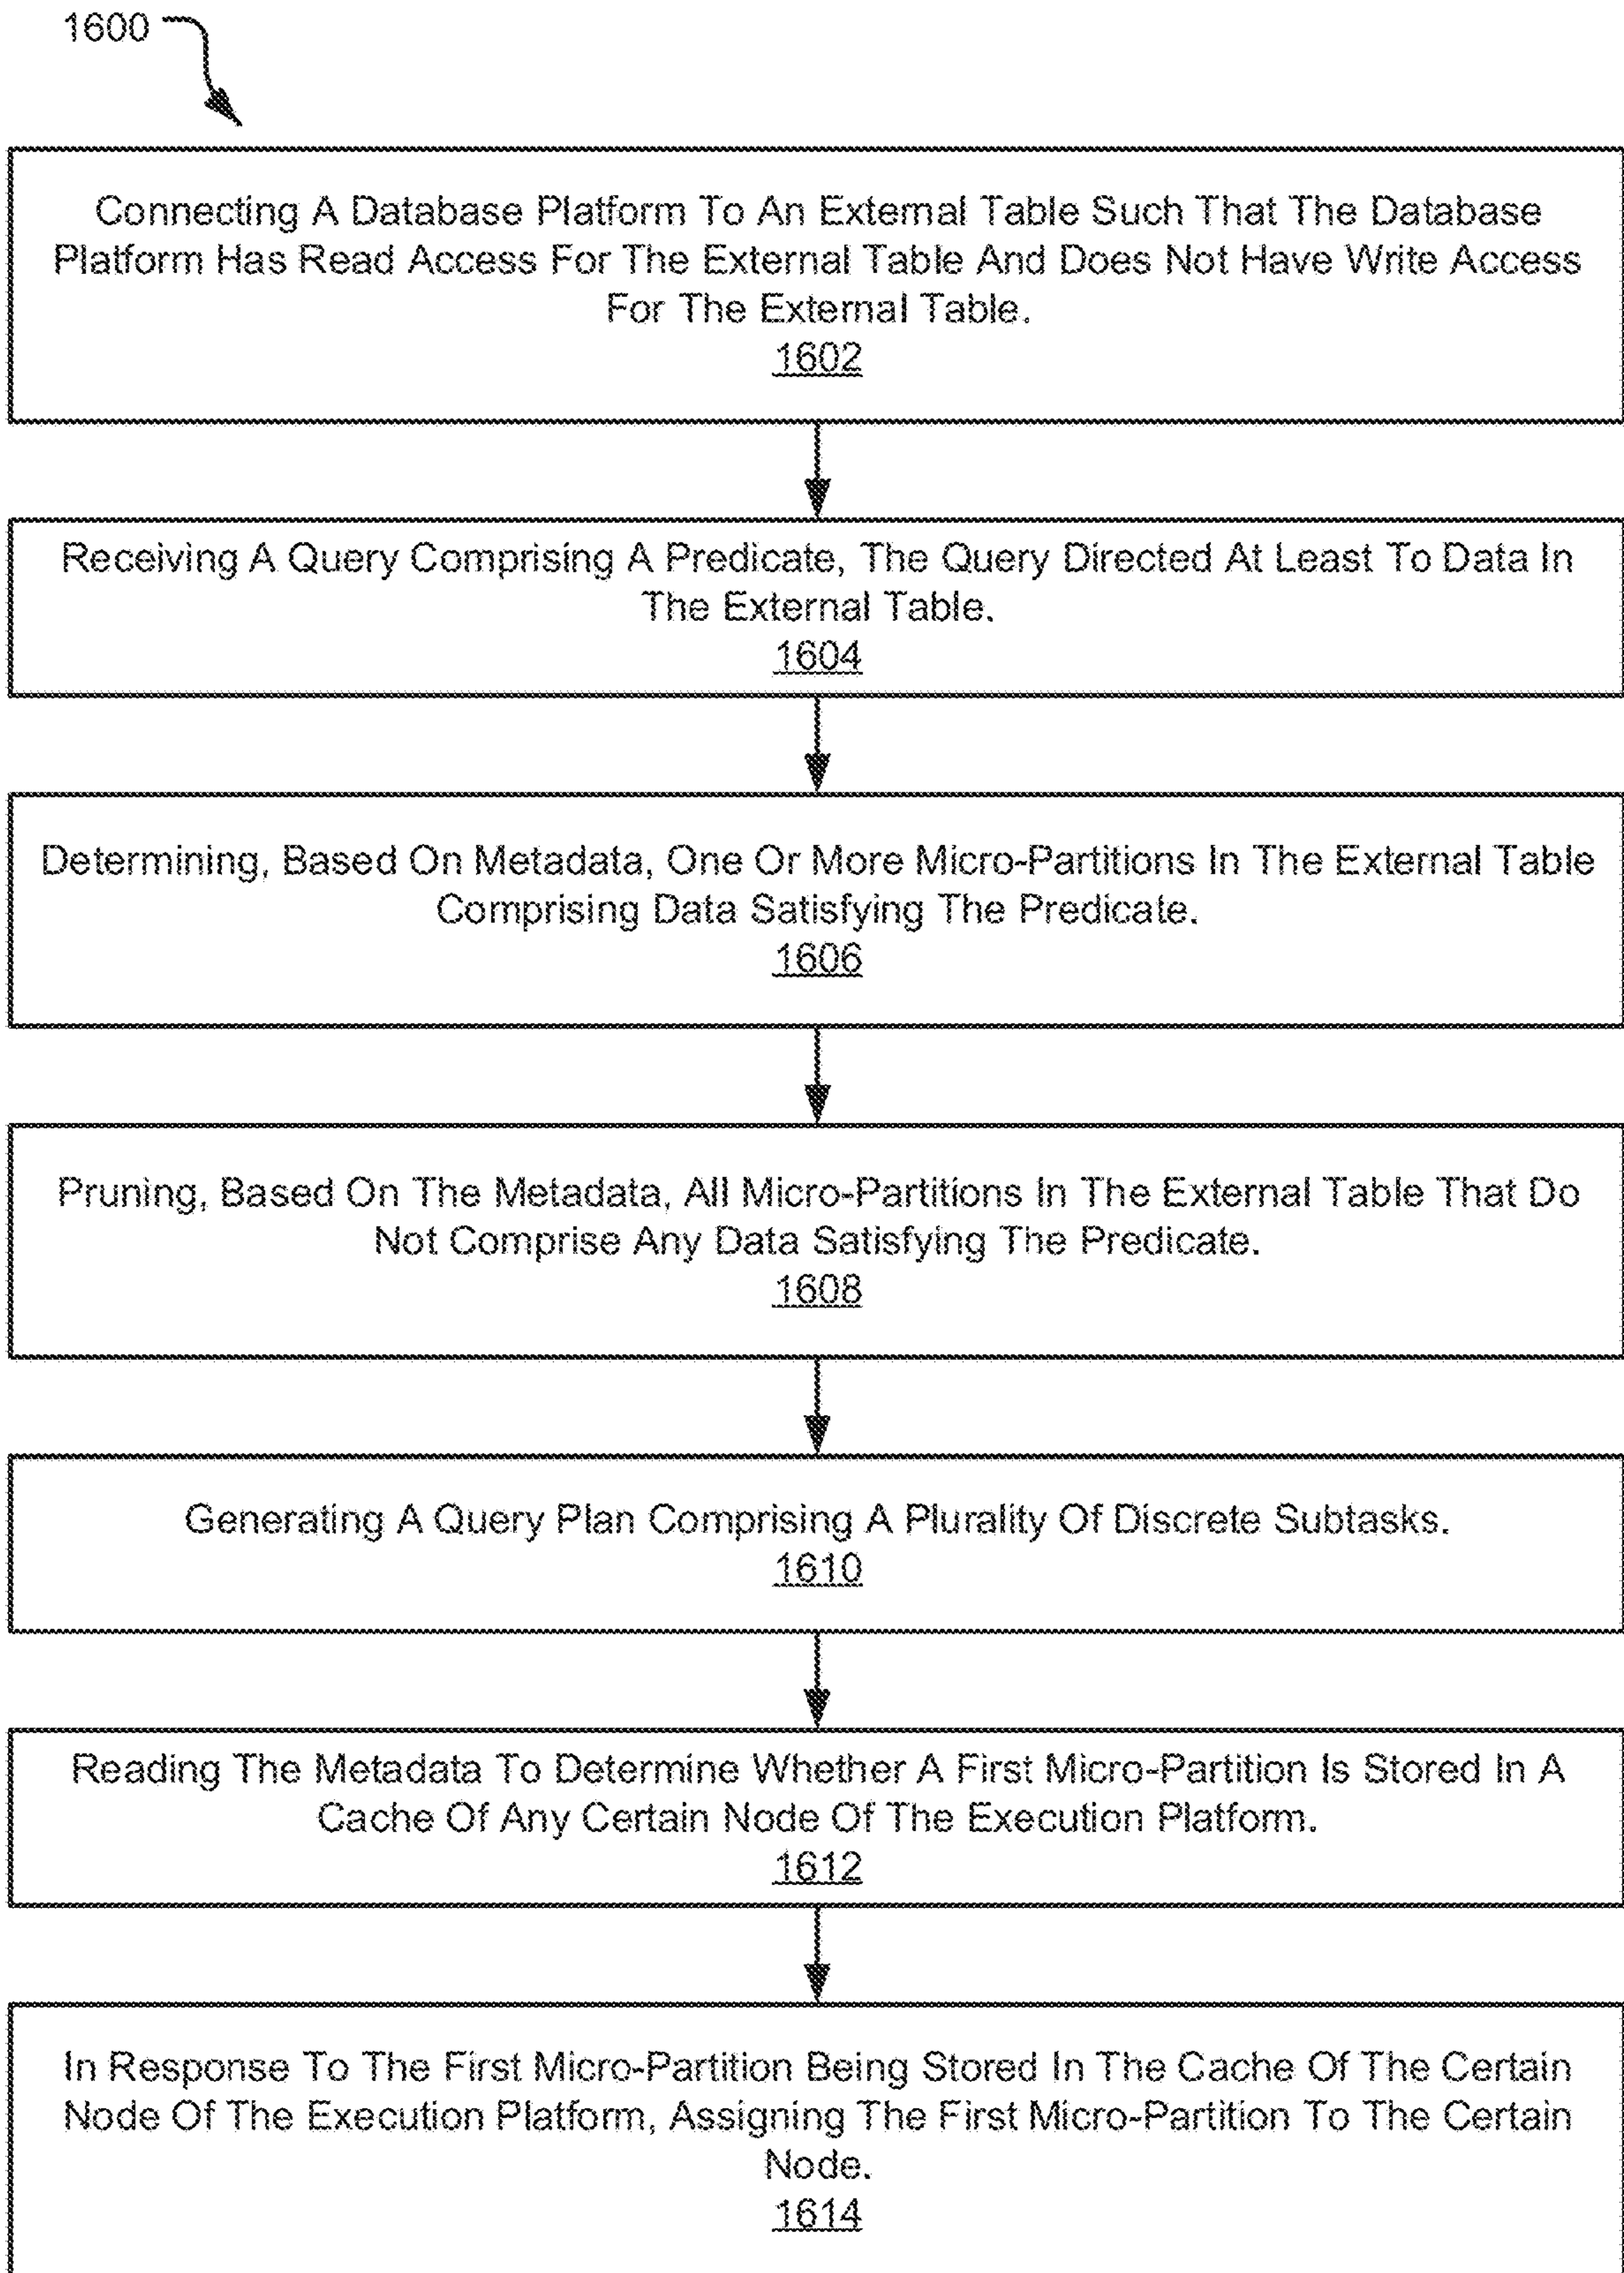 1600
Connecting A Database Platform To An External Table Such That The Database
Platform Has Read Access For The External Table And Does Not Have Write Access
For The External Table.
1602
Receiving A Query Comprising A Predicate, The Query Directed At Least To Data In
The External Table.
1604
Determining, Based On Metadata, One Or More Micro-Partitions In The External Table
Comprising Data Satisfying The Predicate.
1606
Pruning, Based On The Metadata, All Micro-Partitions In The External Table That Do
Not Comprise Any Data Satisfying The Predicate.
1608
Generating A Query Plan Comprising A Plurality Of Discrete Subtasks.
1610
Reading The Metadata To Determine Whether A First Micro-Partition Is Stored In A
Cache Of Any Certain Node Of The Execution Platform.
1612
In Response To The First Micro-Partition Being Stored In The Cache Of The Certain
Node Of The Execution Platform, Assigning The First Micro-Partition To The Certain
Node.
1614